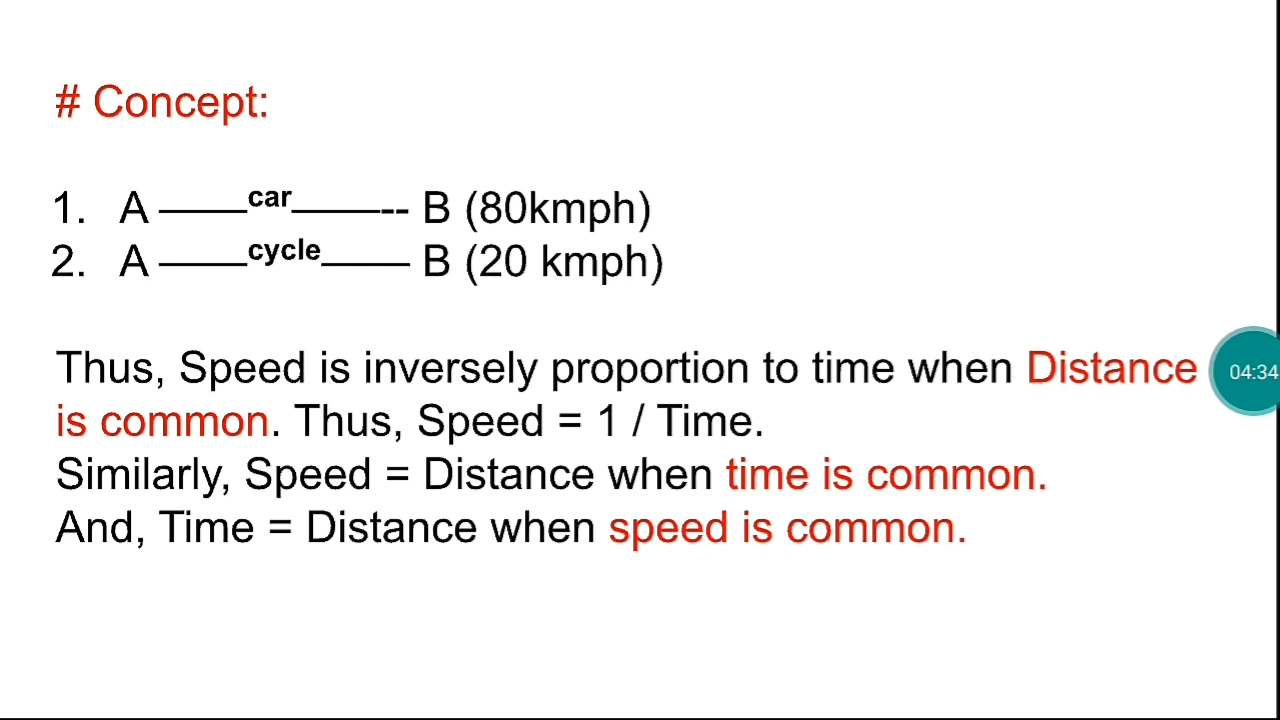 # Concept:
1. A ——car——-- B (80kmph)
2. A ——cycle—— B (20 kmph)
Thus, Speed is inversely proportion to time when Distance
04:34
is common. Thus, Speed = 1 / Time.
Similarly, Speed = Distance when time is common.
And, Time = Distance when speed is common.